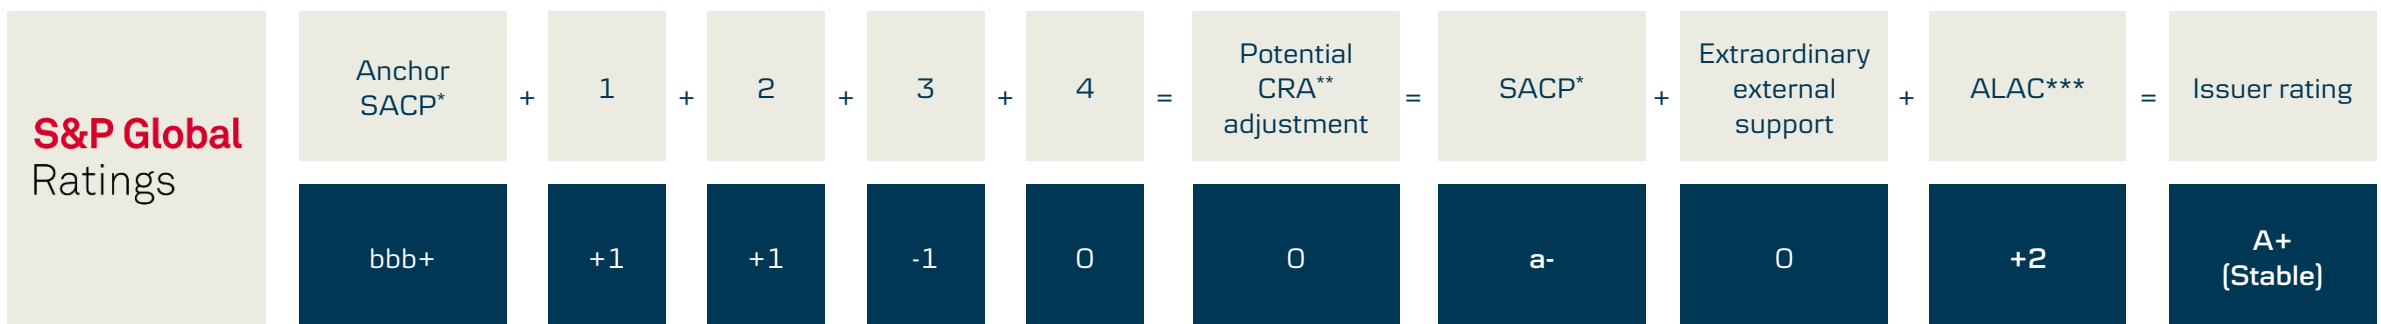 S&P Global
Ratings
Anchor
SACP*
+
1
+
2
+
3
+
4
=
Potential
CRA**
adjustment
=
SACP*
+
Extraordinary
external
support
+
ALAC***
=
Issuer rating
bbb+
+1
+1
-1
0
0
a-
0
+2
A+
(Stable)